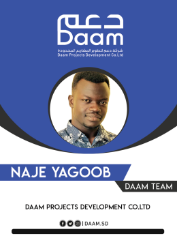 دعم
Daam
Daam Projects Development Co.Ltd
NAJE YAGOOB
DAAM TEAM
DAAM PROJECTS DEVELOPMENT CO.LTD
DAAM.SD